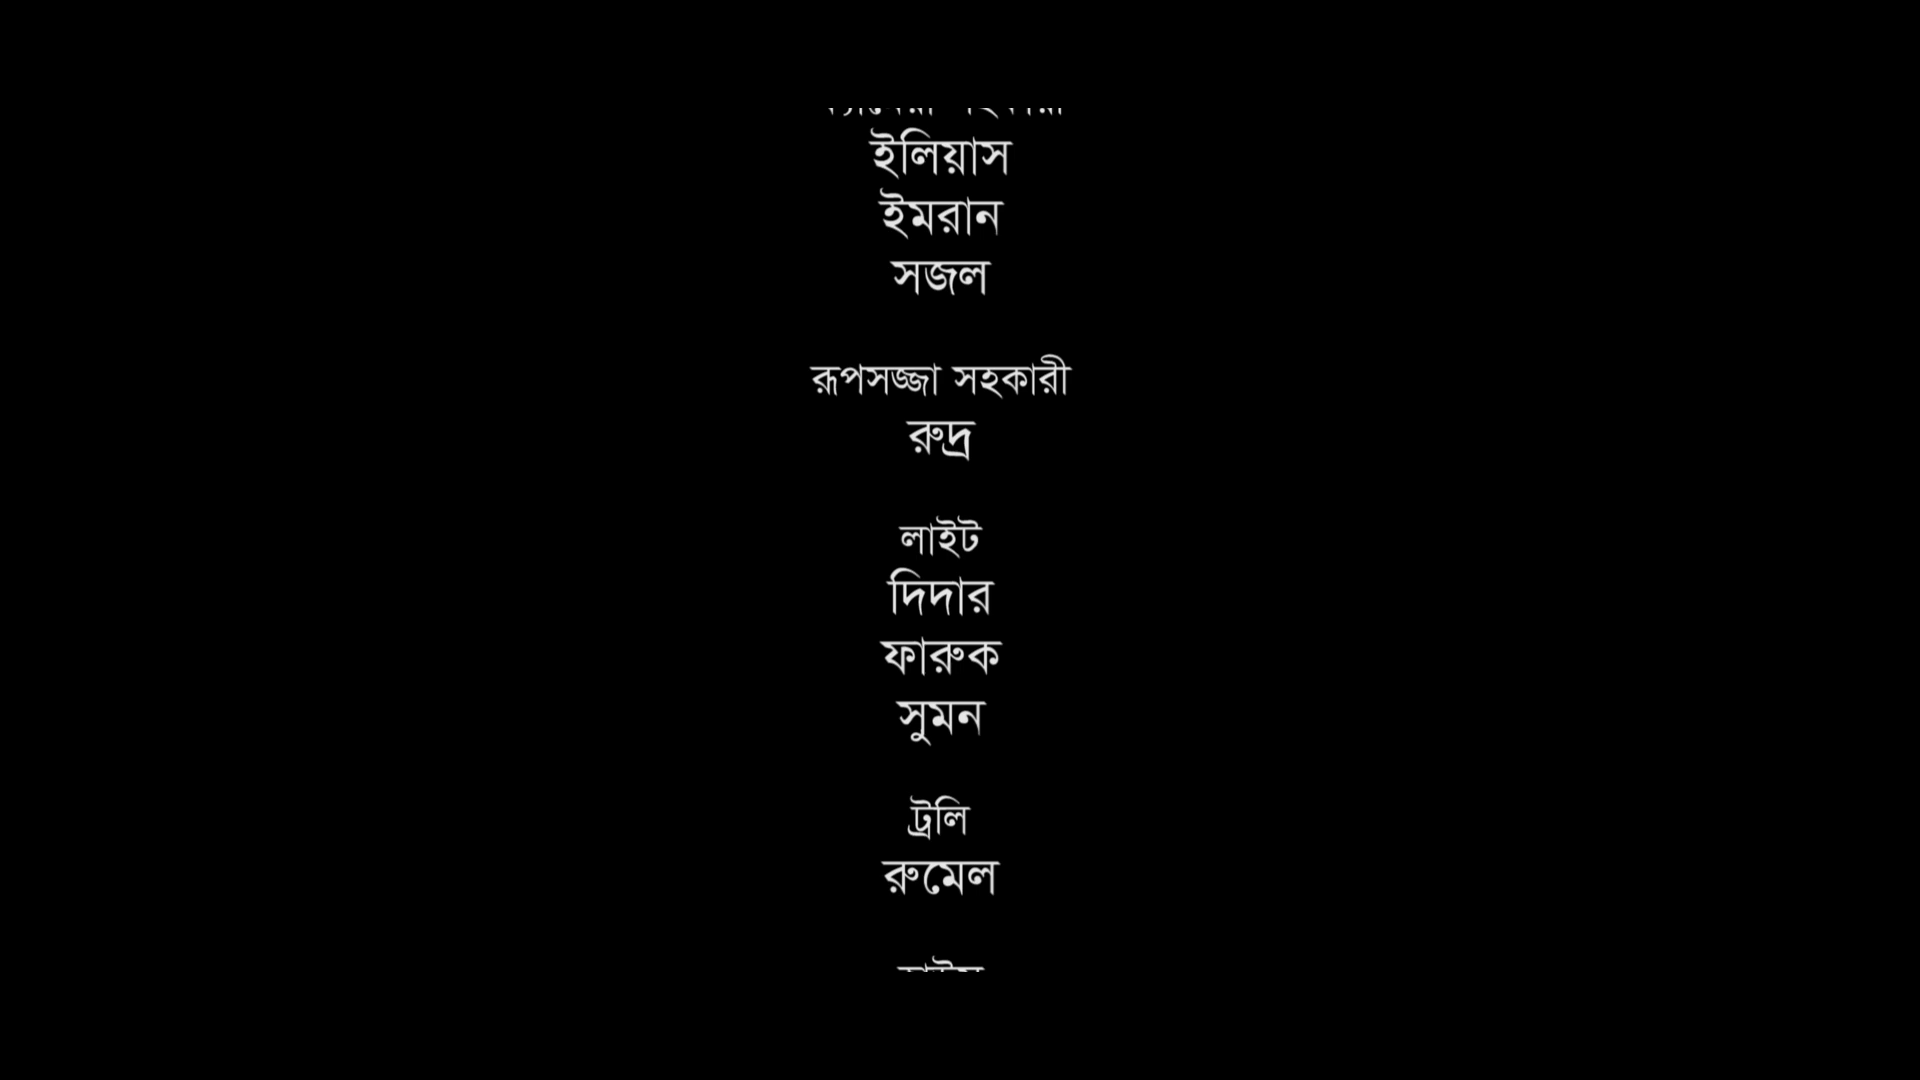 ইলিয়াস
ইমরান
সজল
রূপসজ্জা সহকারী
রুদ্র
লাইট
দিদার
ফারুক
সুমন
ট্রলি
রুমেল